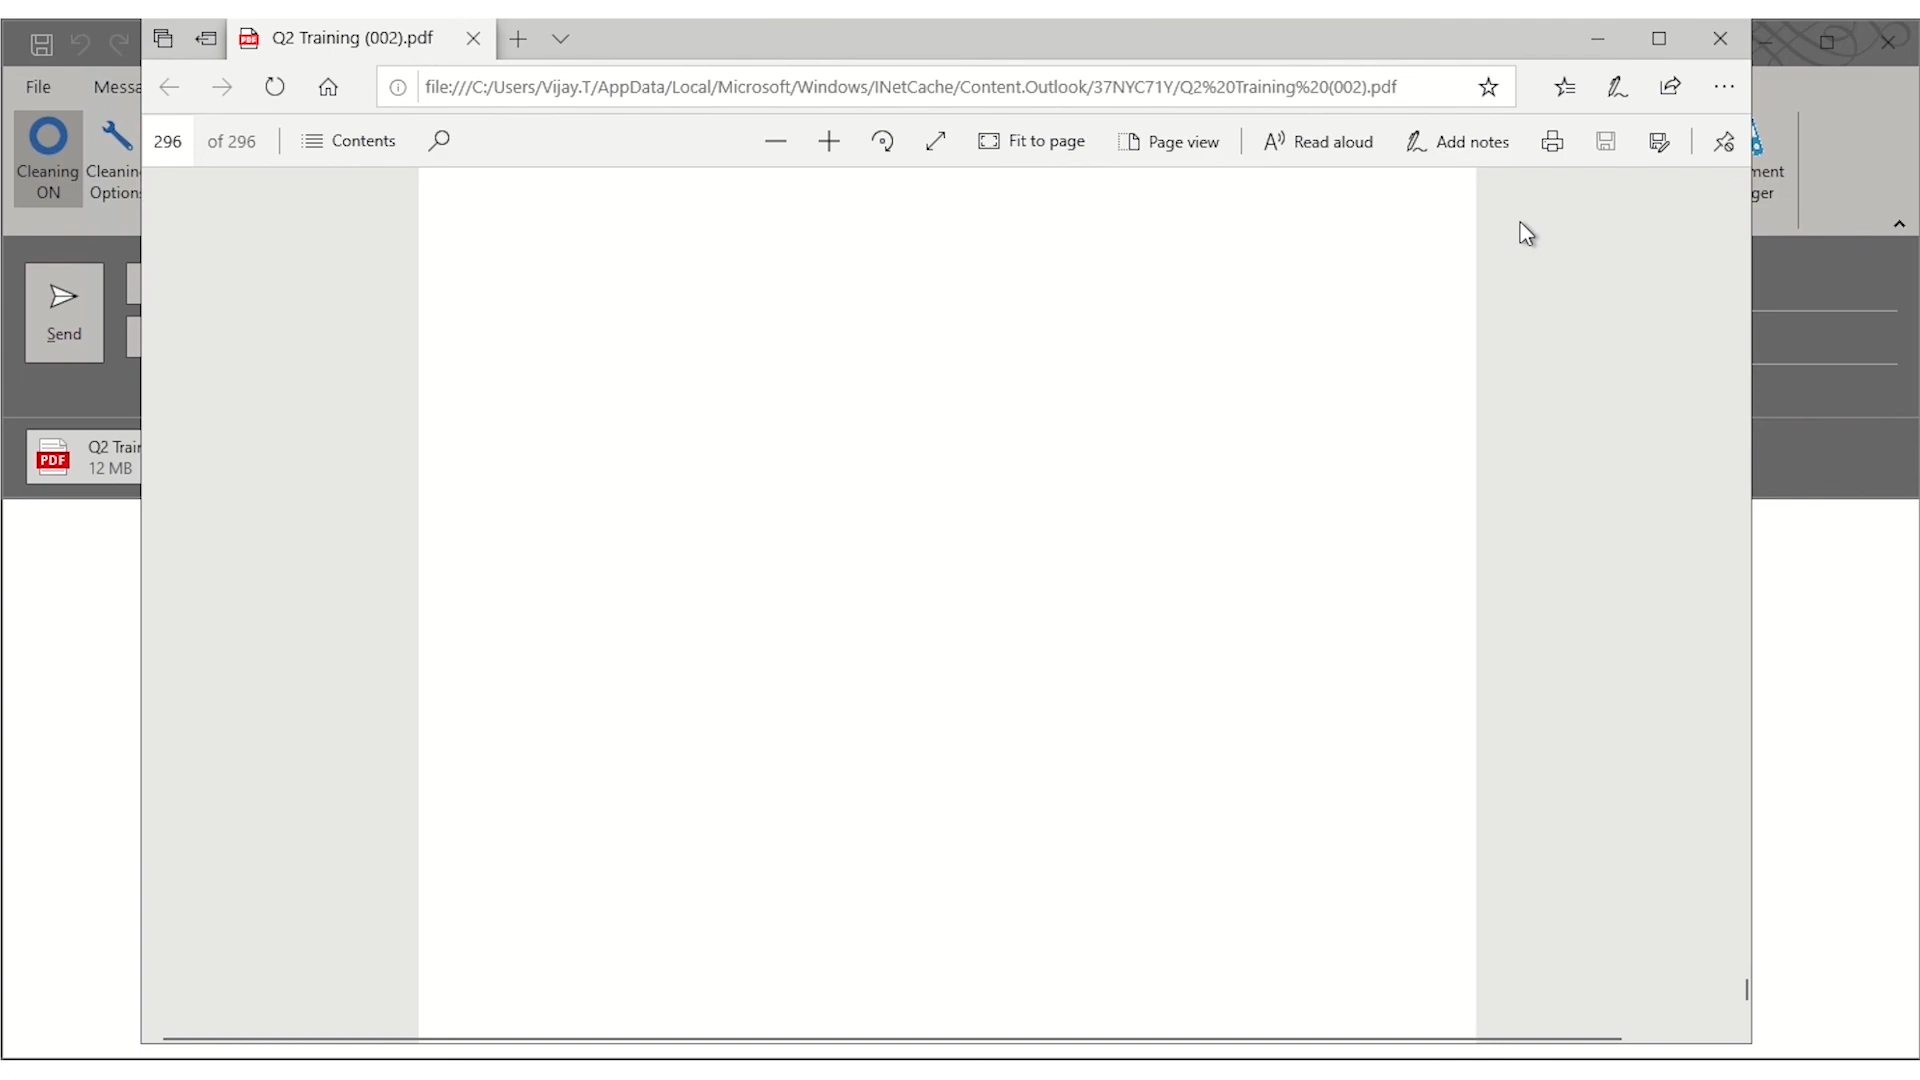 Q2 Training (002).pdf
File
Messa
file:///C:/Users/Vijay.T/AppData/Local/Microsoft/Windows/INetCache/Content.Outlook/37NYC71Y/Q2%20Training%20(002).pdf
296 of 296 Contents Fit to page Page view Read aloud Add notes
Cleaning
ON
Cleanin
Option
ment
ger
Send
PDF
Q2 Trai
12 MB